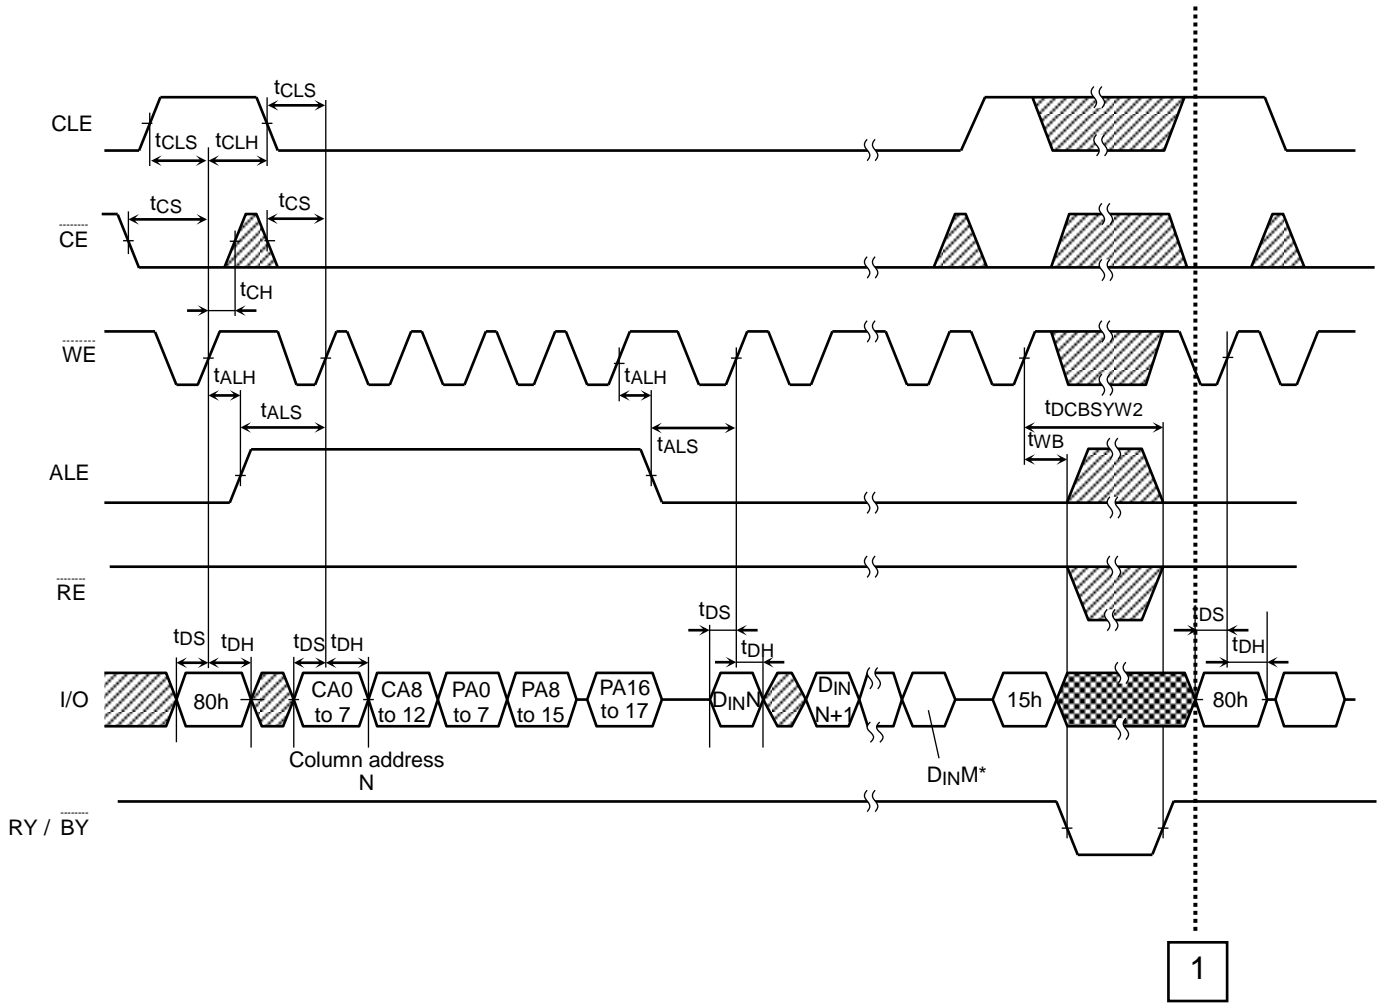 tCLS
CLE
tCLS tCLH
tCS tCS
CE
tCH
WE
tALH tALH
tALS tDCBSYW2
tALS tWB
ALE
RE
tDS tDS
tDS tDH tDS tDH tDH tDH
I/O 80h CA0 to 7 CA8 to 12 PA0 to 7 PA8 to 15 PA16 to 17 DINN DIN N+1 15h 80h
Column address
N
DINM*
RY / BY
1